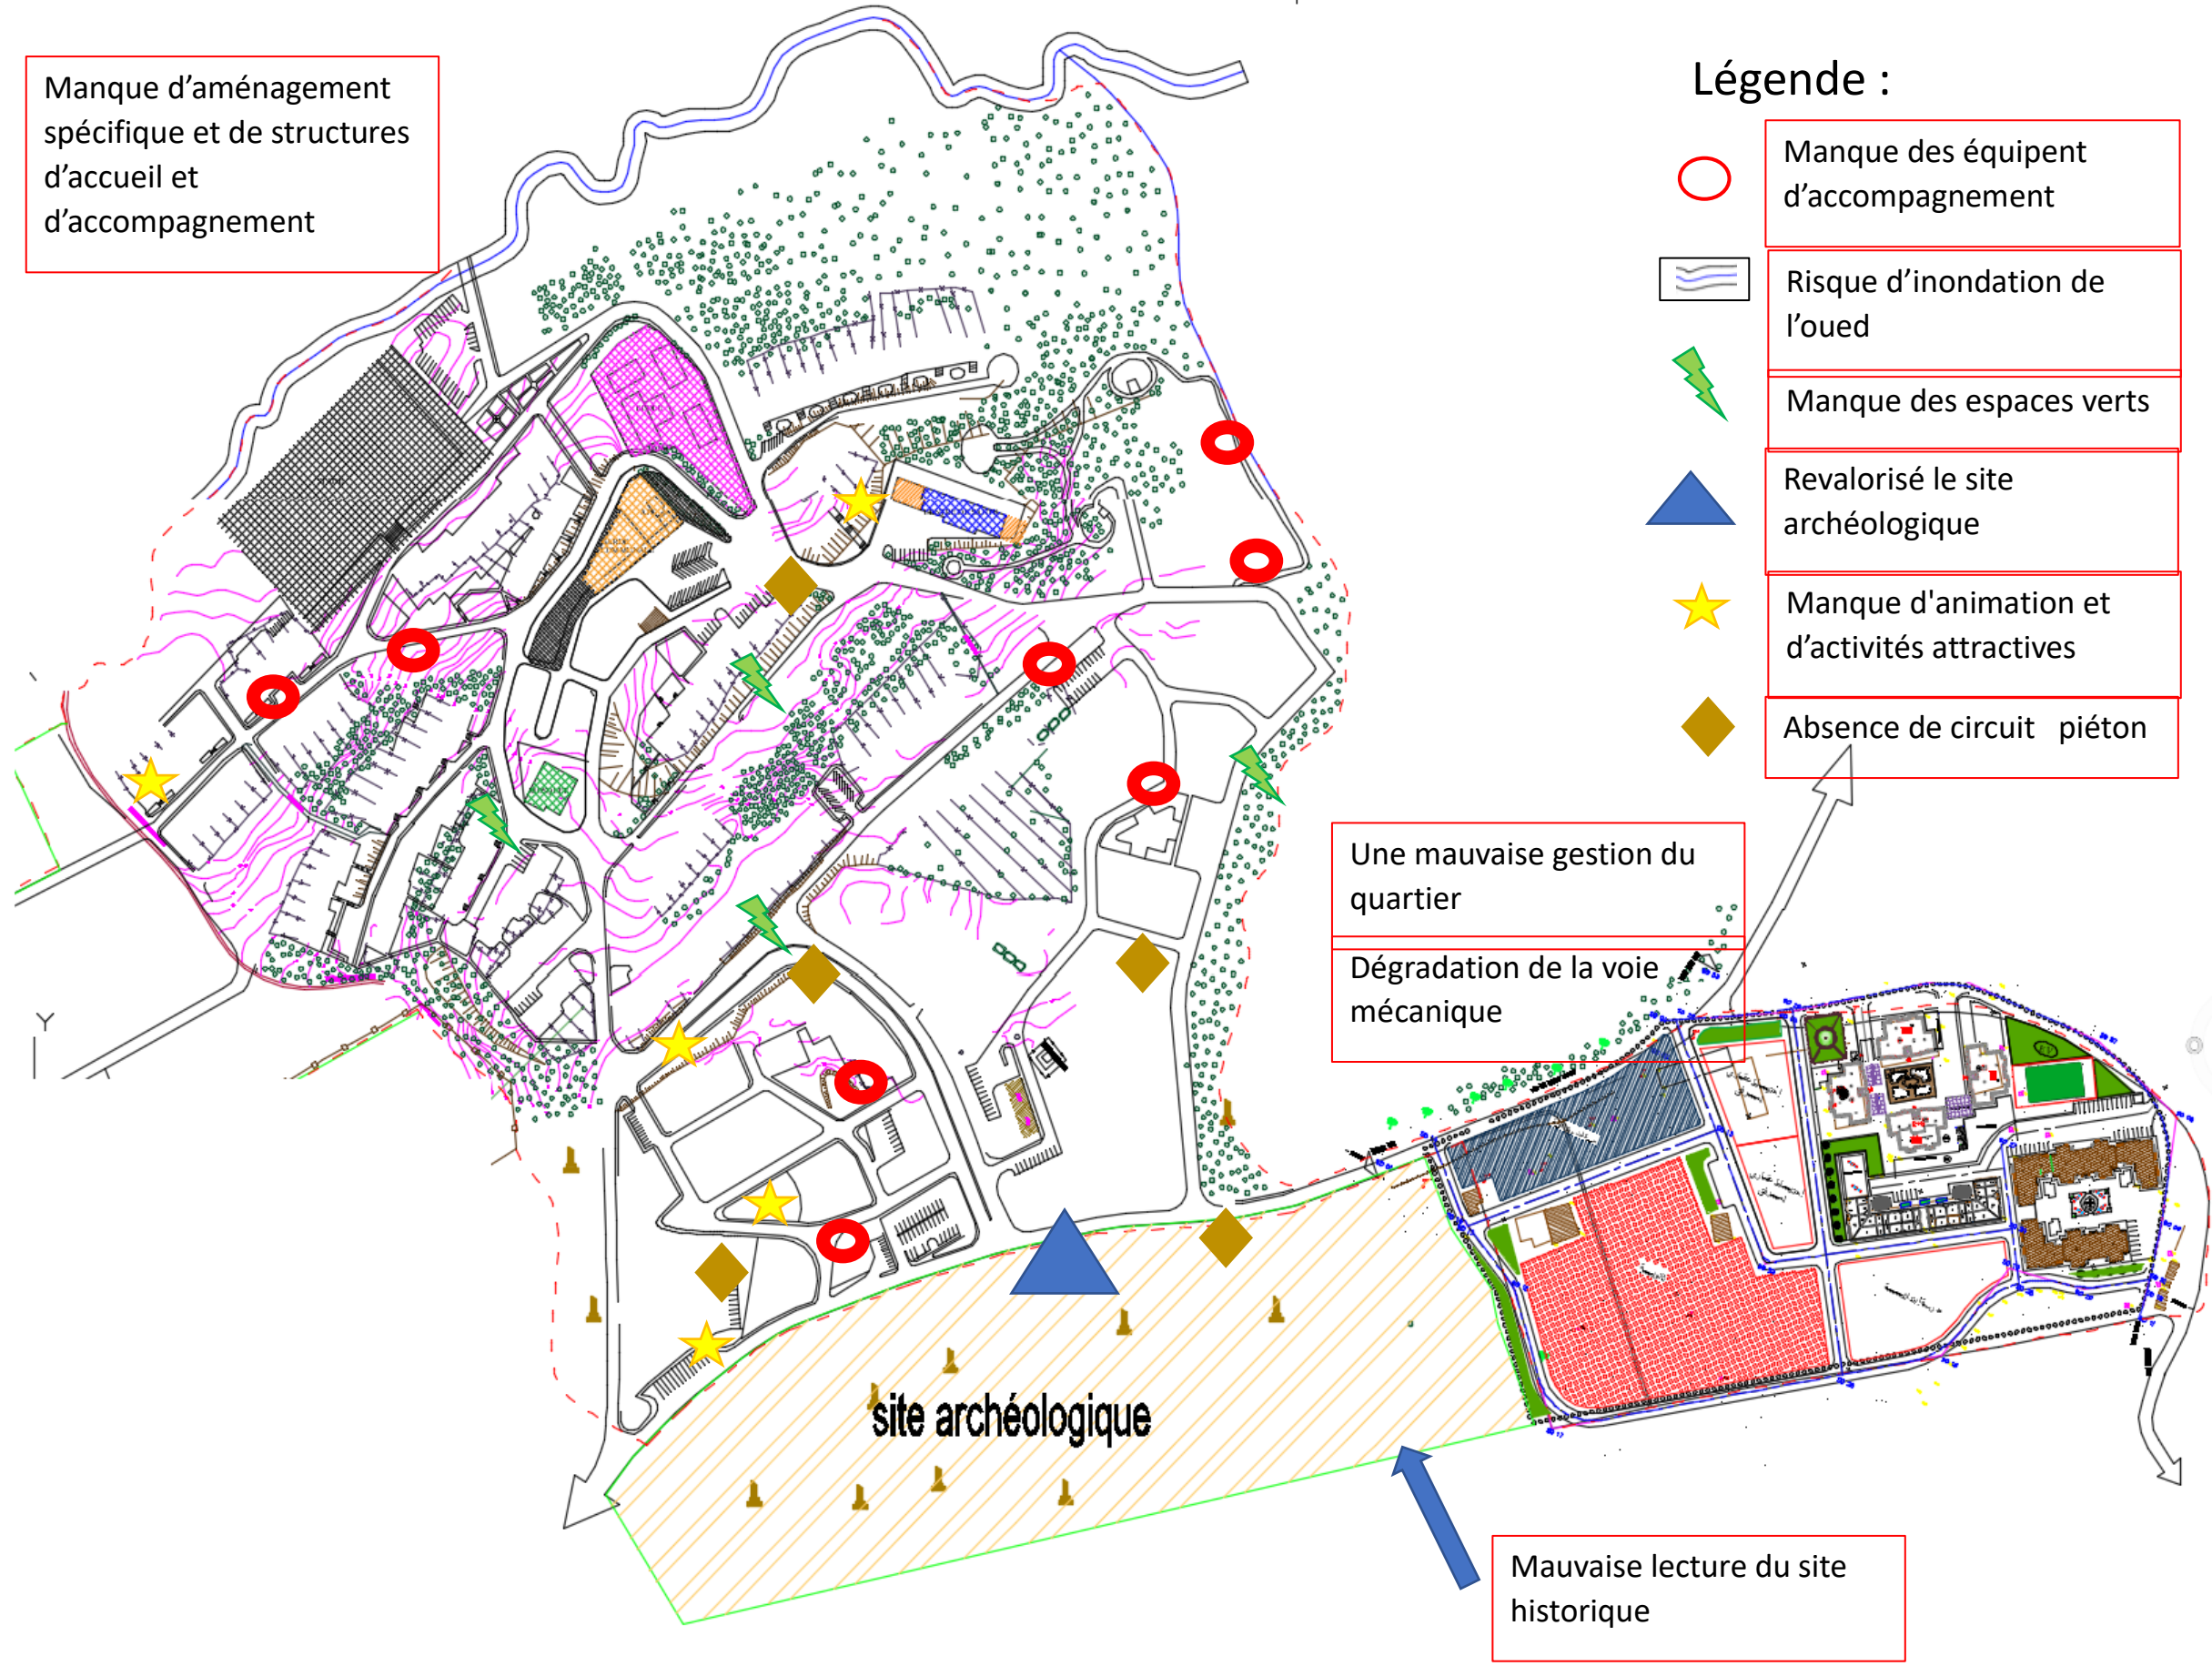 Manque d’aménagement
spécifique et de structures
d’accueil et
d’accompagnement
Légende :
Manque des équipent
d’accompagnement
Risque d’inondation de
l’oued
Manque des espaces verts
Revalorisé le site
archéologique
Manque d'animation et
d’activités attractives
Absence de circuit piéton
Une mauvaise gestion du
quartier
Dégradation de la voie
mécanique
Y
site archéologique
Mauvaise lecture du site
historique